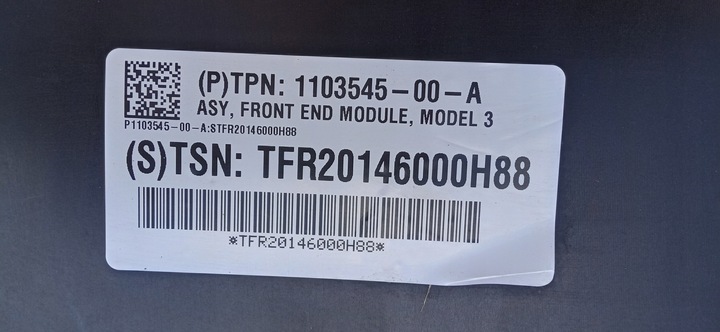 (P)TPN: 1103545-00-A
ASY, FRONT END MODULE, MODEL 3
P1103545-00-A:STFR20146000H88
(S)TSN: TFR20146000H88
*TFR20146000H88*